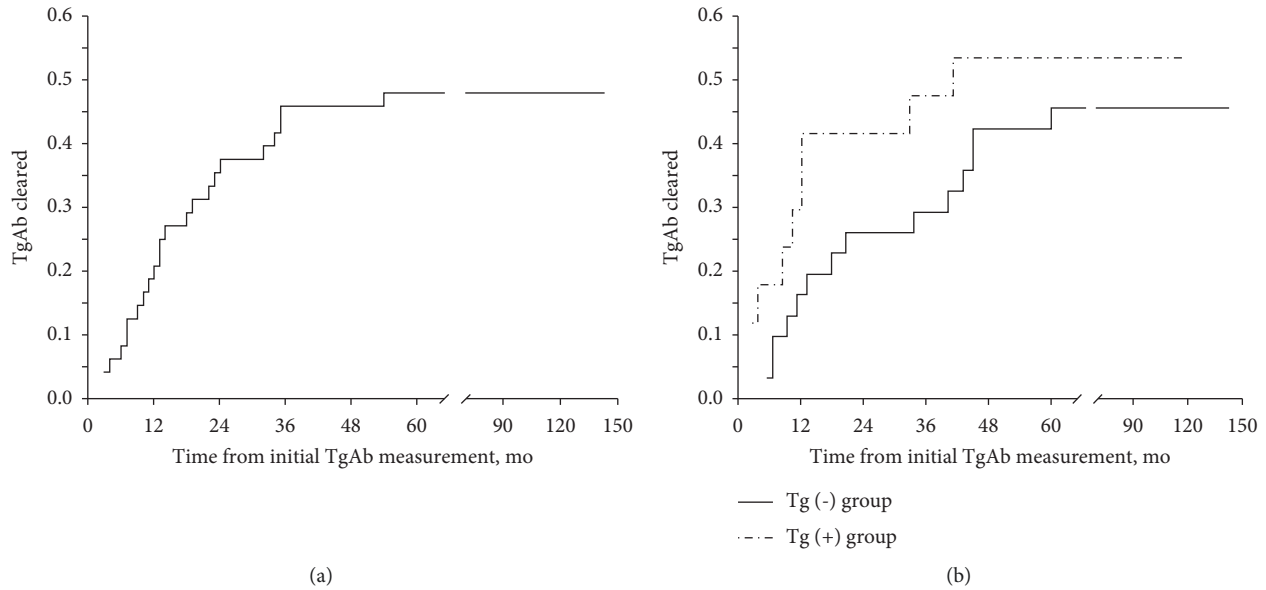 0.6
0.5
0.4
0.3
0.2
0.1
0.0
TgAb cleared
0 12 24 36 48 60 90 120 150
Time from initial TgAb measurement, mo
(a)
0.6
0.5
0.4
0.3
0.2
0.1
0.0
TgAb cleared
0 12 24 36 48 60 90 120 150
Time from initial TgAb measurement, mo
Tg (-) group
Tg (+) group
(b)